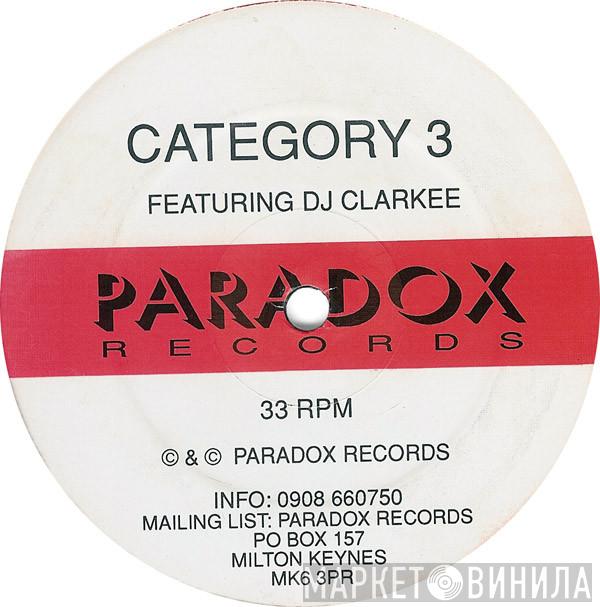 CATEGORY 3
FEATURING DJ CLARKEE
PARADOX
RECORDS
33 RPM
© & © PARADOX RECORDS
INFO: 0908 660750
MAILING LIST: PARADOX RECORDS
PO BOX 157
MILTON KEYNES
MK6 3PR
МАРКЕТ ВИНИЛА